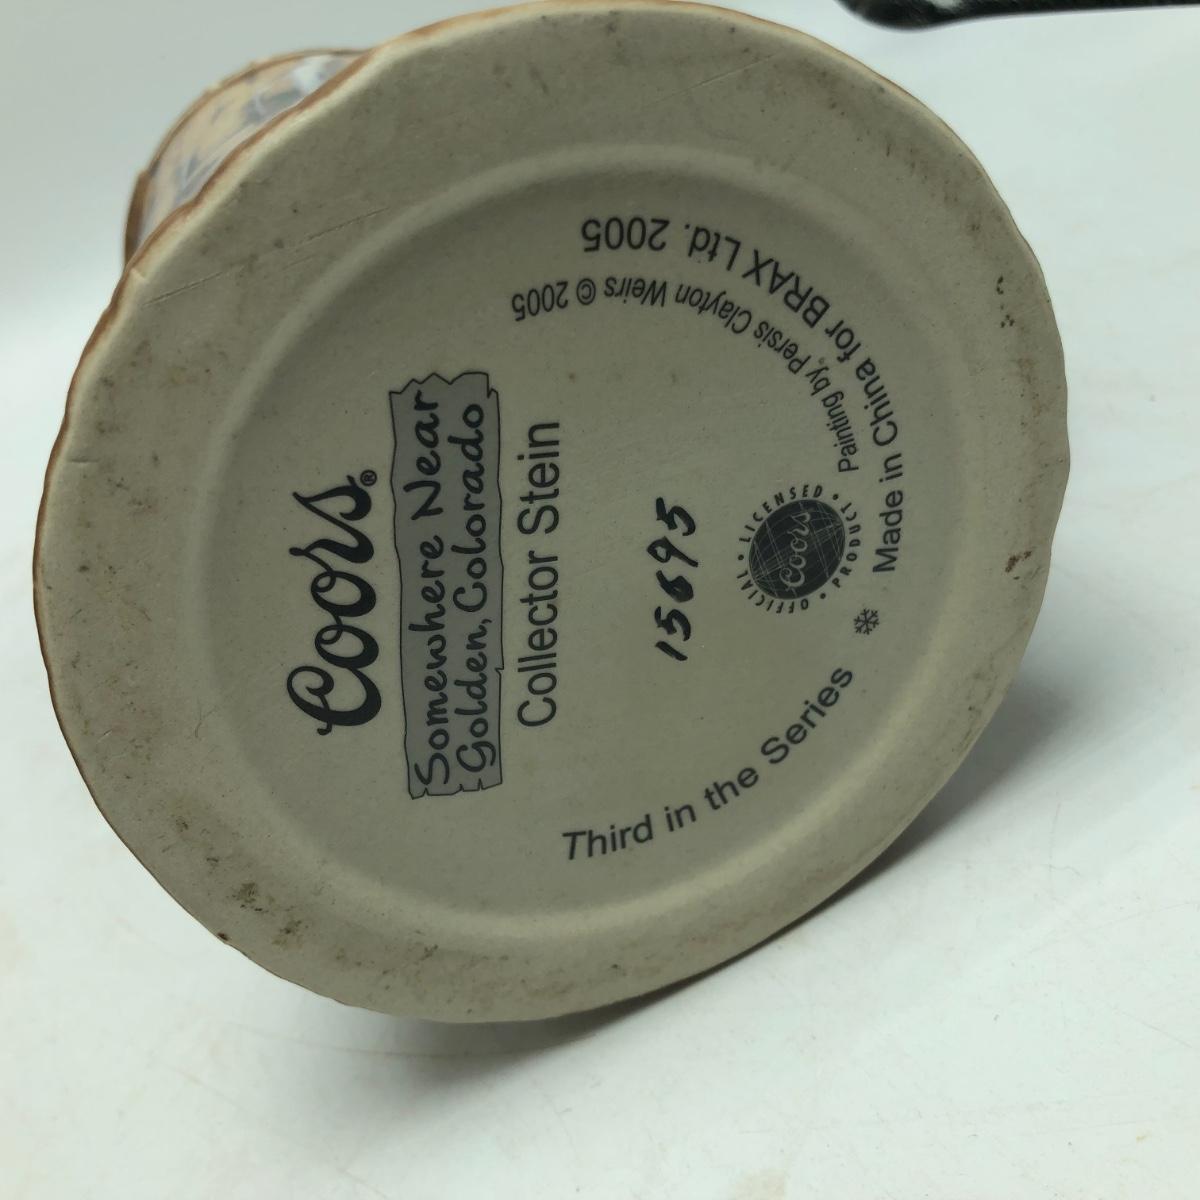 Coors®
Somewhere Near
Golden, Colorado
Collector Stein
15695
OFFICIAL • LICENSED • PRODUCT •
Coors
Third in the Series ❄ Made in China for BRAX Ltd. 2005
Painting by, Persis Clayton Weirs © 2005